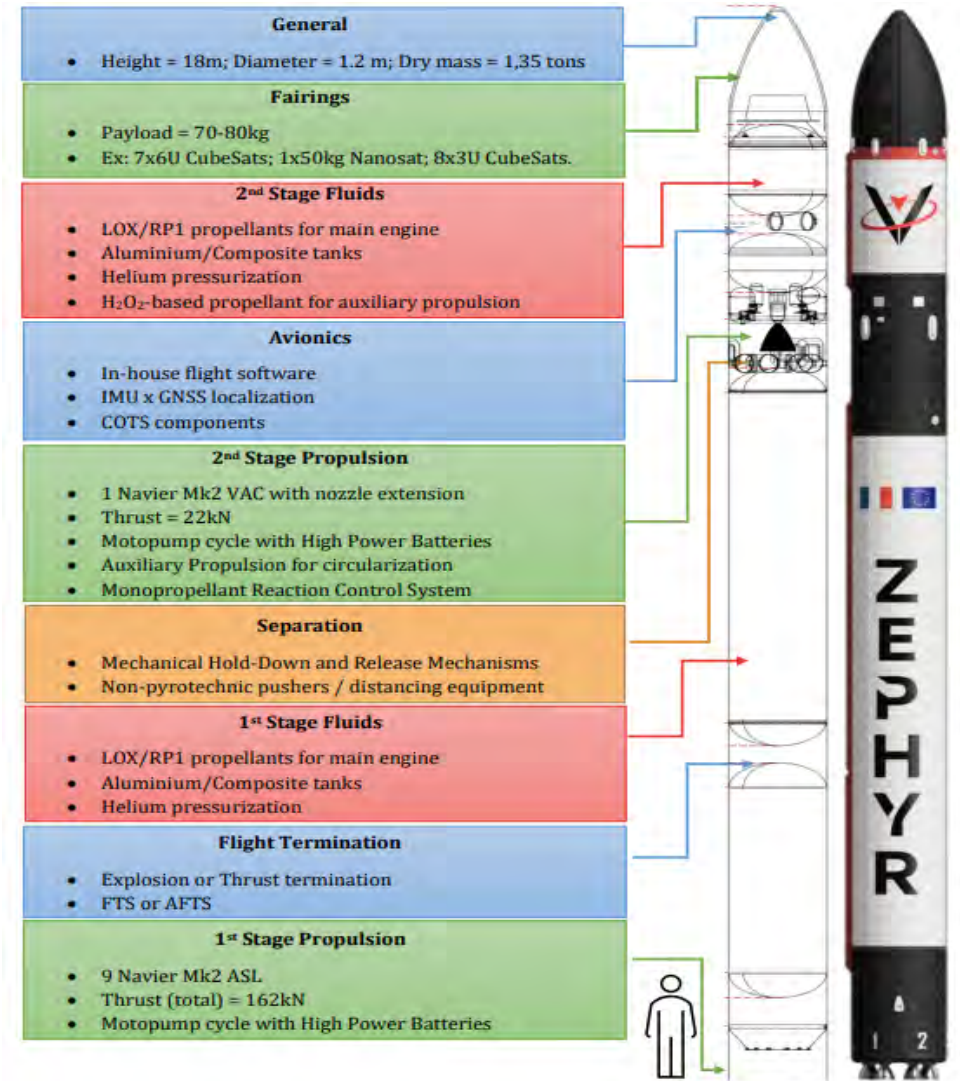 General
• Height = 18m; Diameter = 1.2 m; Dry mass = 1,35 tons
Fairings
• Payload = 70-80kg
• Ex: 7x6U CubeSats; 1x50kg Nanosat; 8x3U CubeSats.
2nd Stage Fluids
• LOX/RP1 propellants for main engine
• Aluminium/Composite tanks
• Helium pressurization
• H₂O₂-based propellant for auxiliary propulsion
Avionics
• In-house flight software
• IMU x GNSS localization
• COTS components
2nd Stage Propulsion
• 1 Navier Mk2 VAC with nozzle extension
• Thrust = 22kN
• Motopump cycle with High Power Batteries
• Auxiliary Propulsion for circularization
• Monopropellant Reaction Control System
Separation
• Mechanical Hold-Down and Release Mechanisms
• Non-pyrotechnic pushers / distancing equipment
1st Stage Fluids
• LOX/RP1 propellants for main engine
• Aluminium/Composite tanks
• Helium pressurization
Flight Termination
• Explosion or Thrust termination
• FTS or AFTS
1st Stage Propulsion
• 9 Navier Mk2 ASL
• Thrust (total) = 162kN
• Motopump cycle with High Power Batteries
ZEPHYR
1 2